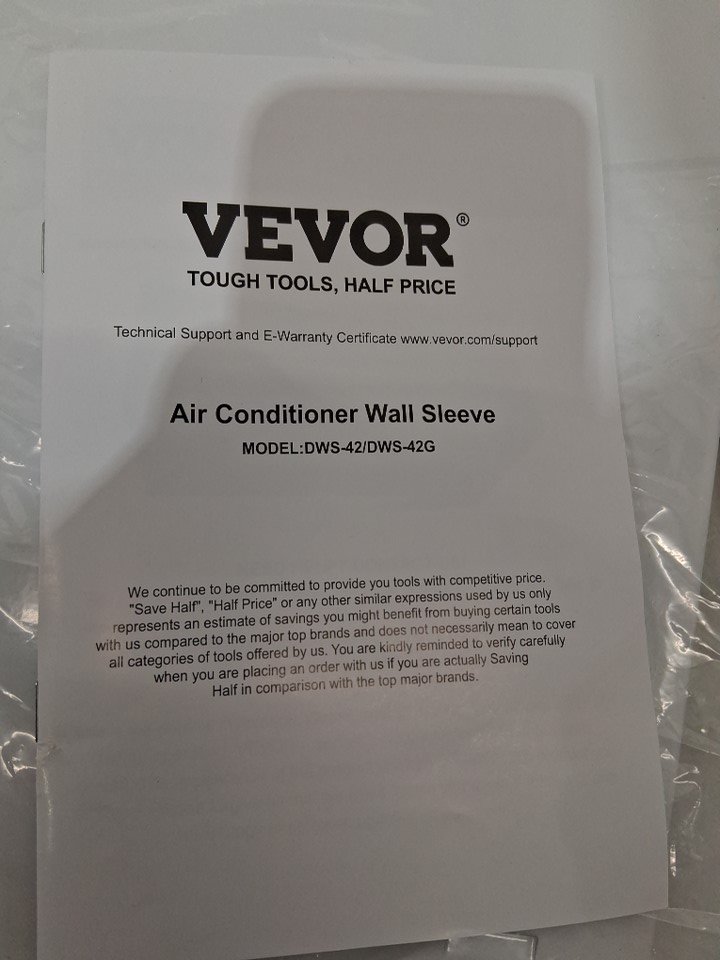 VEVOR®
TOUGH TOOLS, HALF PRICE
Technical Support and E-Warranty Certificate www.vevor.com/support
Air Conditioner Wall Sleeve
MODEL:DWS-42/DWS-42G
We continue to be committed to provide you tools with competitive price.
"Save Half", "Half Price" or any other similar expressions used by us only
represents an estimate of savings you might benefit from buying certain tools
with us compared to the major top brands and does not necessarily mean to cover
all categories of tools offered by us. You are kindly reminded to verify carefully
when you are placing an order with us if you are actually Saving
Half in comparison with the top major brands.